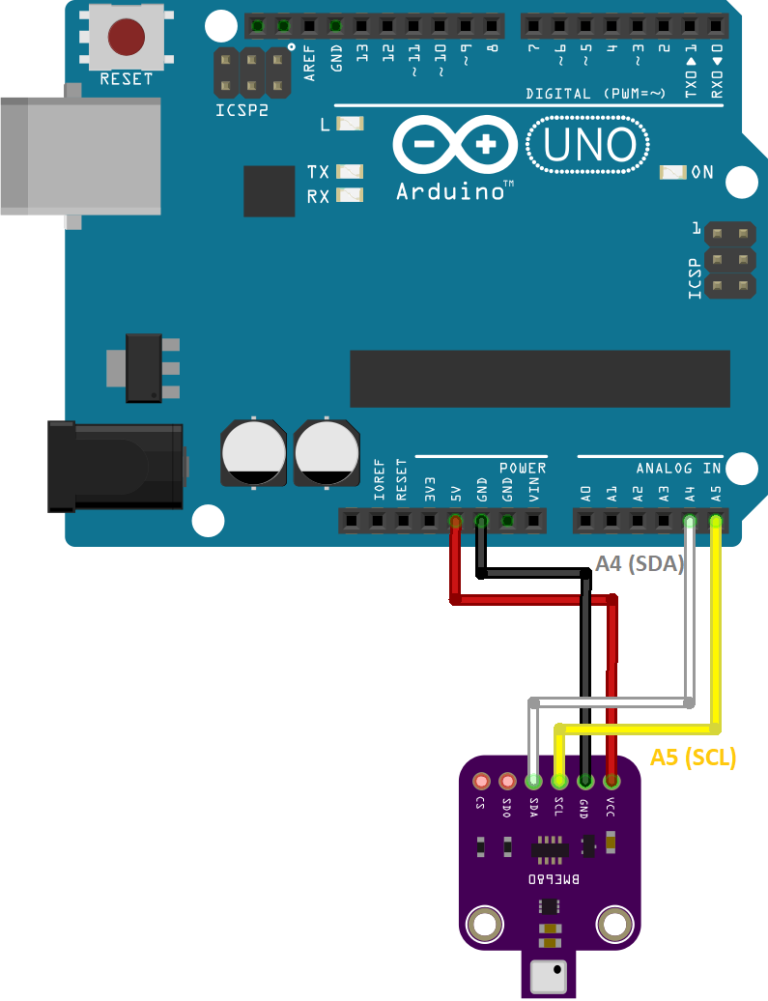 RESET
ICSP2
AREF
GND
13
12
~11
~10
~9
8
7
~6
~5
4
~3
2
TX0▶1
RX0◀0
DIGITAL (PWM=~)
L
TX
RX
UNO
Arduino™
ON
1
ICSP
POWER
ANALOG IN
IOREF
RESET
3V3
5V
GND
GND
VIN
A0
A1
A2
A3
A4
A5
A4 (SDA)
A5 (SCL)
CS
SDO
SDA
SCL
GND
VCC
BME680